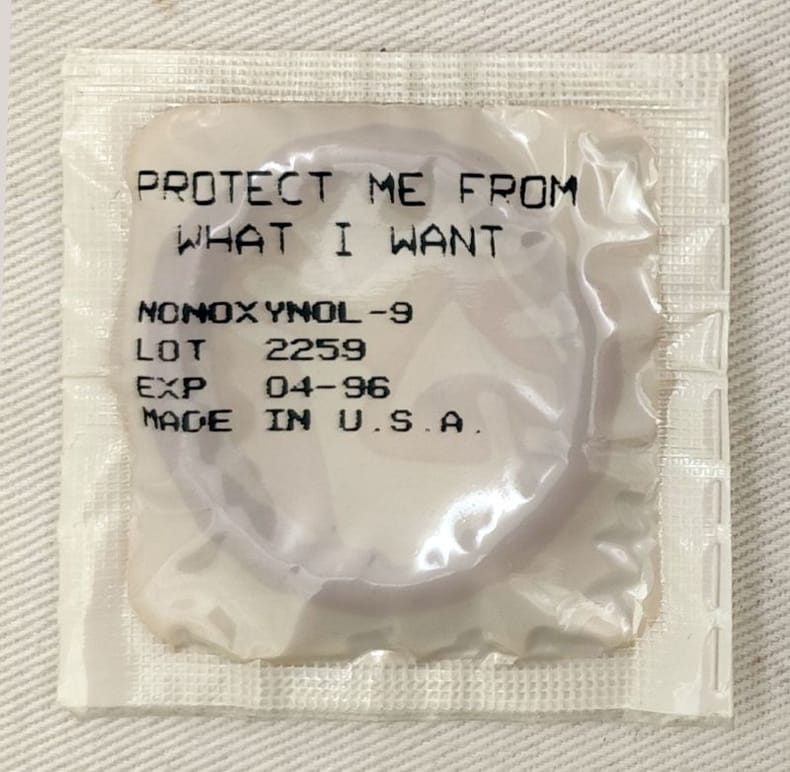 PROTECT ME FROM
WHAT I WANT
NONOXYNOL-9
LOT 2259
EXP 04-96
MADE IN U.S.A.